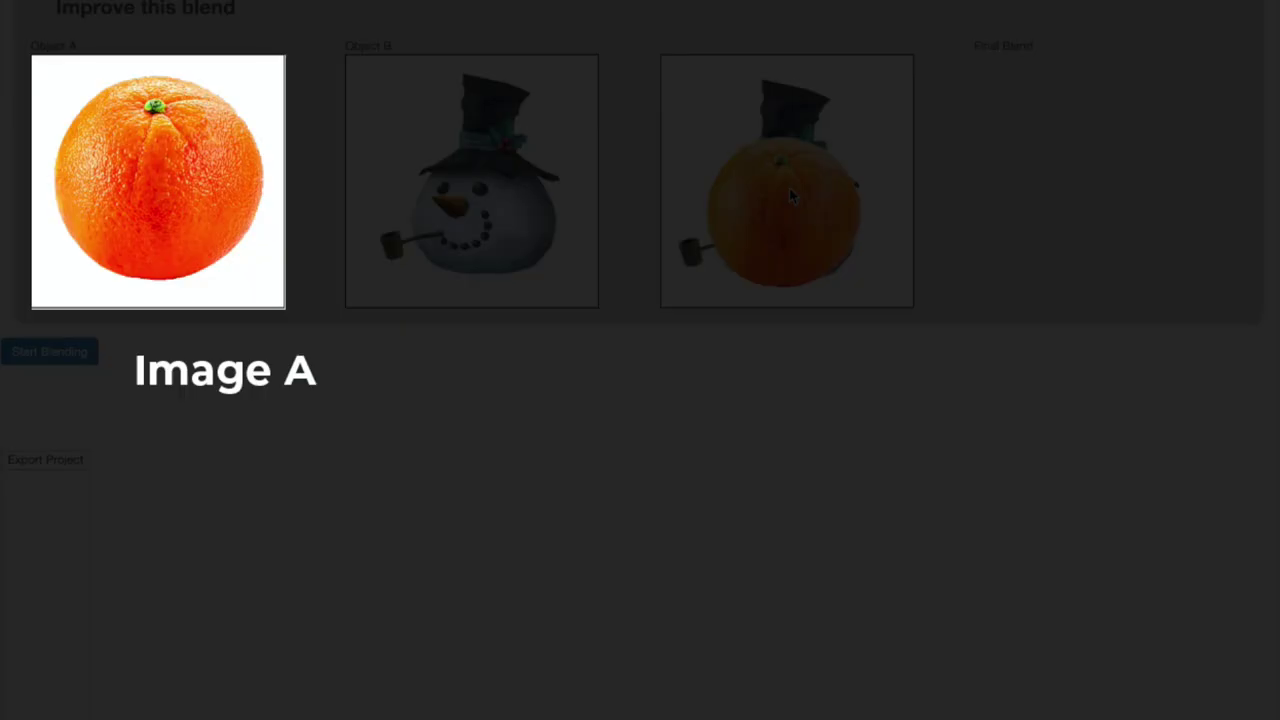 Improve this blend
Object A
Object B
Final Blend
Start Blending
Image A
Export Project